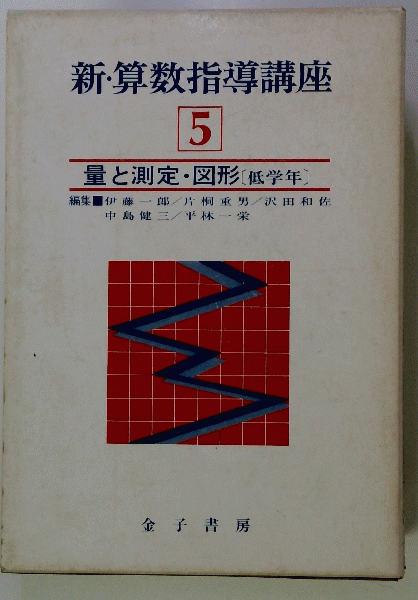 新・算数指導講座
5
量と測定・図形〔低学年〕
編集■伊藤一郎／片桐重男／沢田和佐
中島健三／平林一栄
金子書房